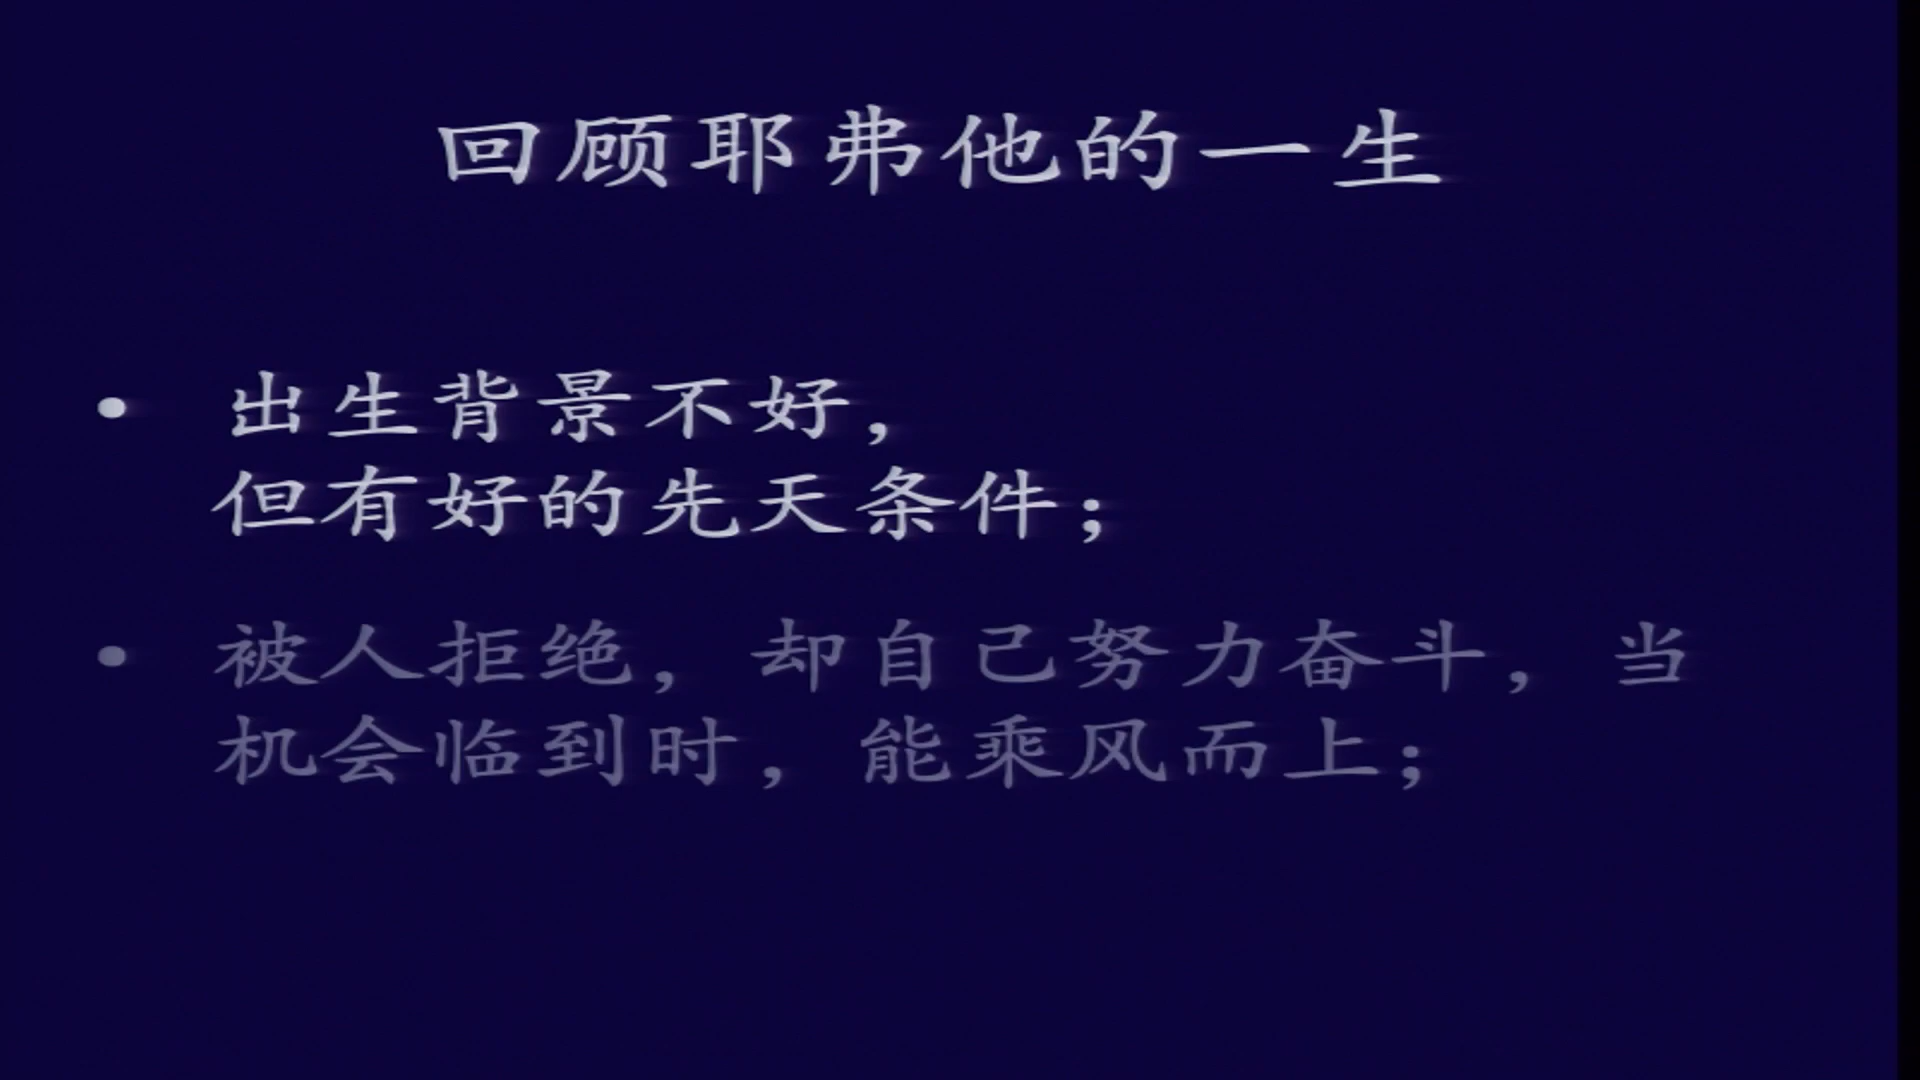 回顾耶弗他的一生
• 出生背景不好，
但有好的先天条件；
• 被人拒绝，却自己努力奋斗，当
机会临到时，能乘风而上；